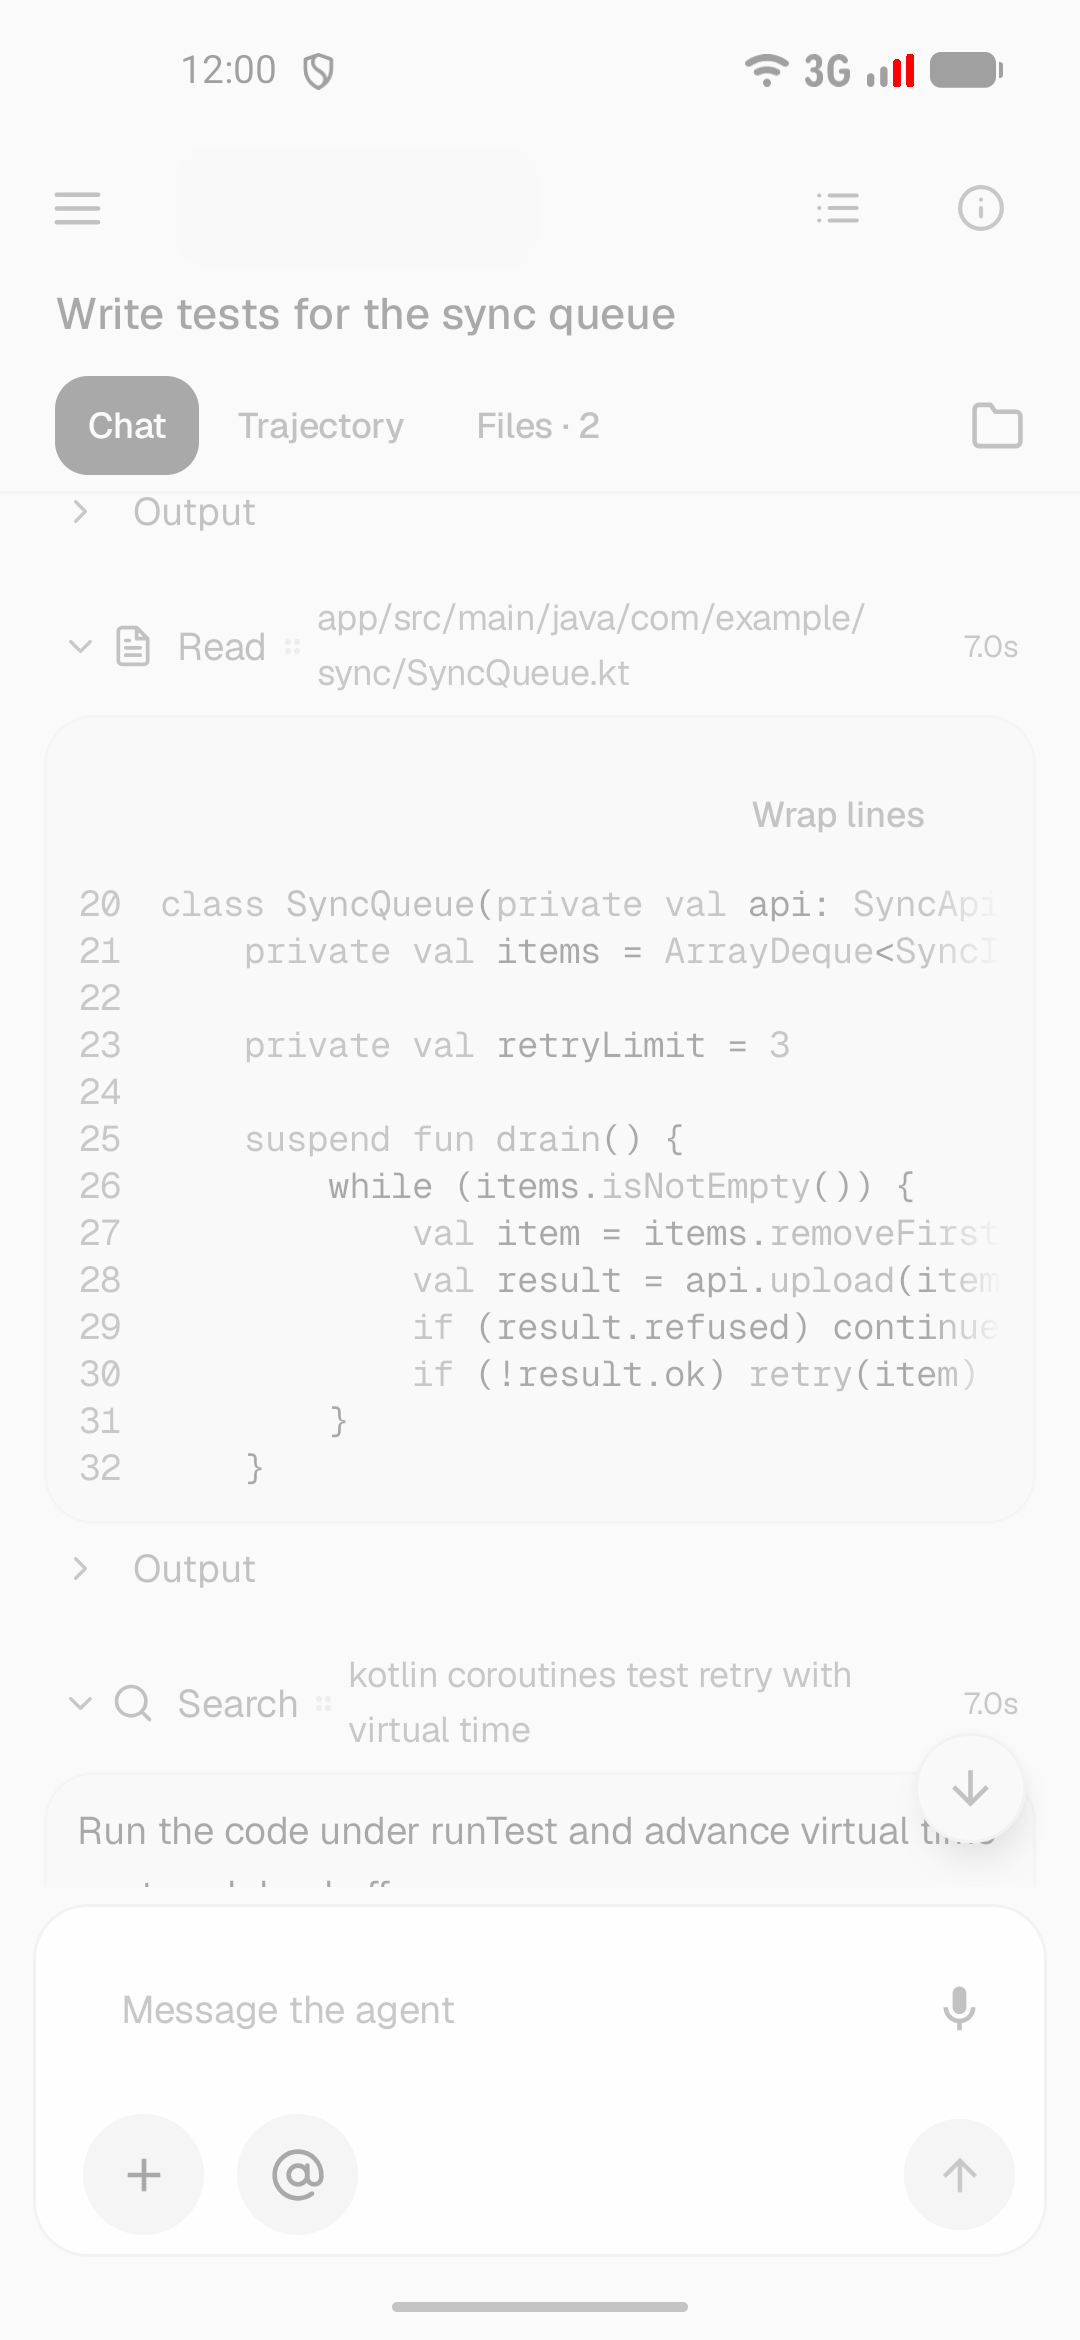 12:00
3G
Write tests for the sync queue
Chat
Trajectory
Files · 2
Output
Read
app/src/main/java/com/example/
sync/SyncQueue.kt
7.0s
Wrap lines
20 class SyncQueue(private val api: SyncApi
21     private val items = ArrayDeque<SyncI
22
23     private val retryLimit = 3
24
25     suspend fun drain() {
26         while (items.isNotEmpty()) {
27             val item = items.removeFirst
28             val result = api.upload(item
29             if (result.refused) continue
30             if (!result.ok) retry(item)
31         }
32     }
Output
Search
kotlin coroutines test retry with
virtual time
7.0s
Run the code under runTest and advance virtual time
Message the agent